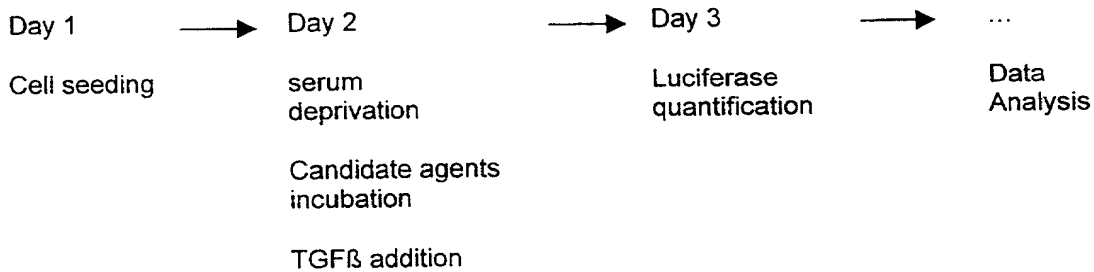 Day 1
Day 2
Day 3
...
Cell seeding
serum
deprivation
Candidate agents
incubation
TGFß addition
Luciferase
quantification
Data
Analysis